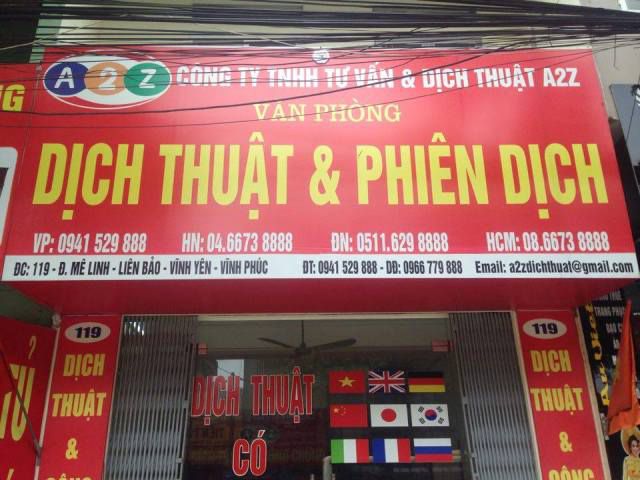 A2Z CÔNG TY TNHH TƯ VẤN & DỊCH THUẬT A2Z
VĂN PHÒNG
DỊCH THUẬT & PHIÊN DỊCH
VP: 0941 529 888 HN: 04.6673 8888 ĐN: 0511.629 8888 HCM: 08.6673 8888
ĐC: 119 - Đ. MÊ LINH - LIÊN BẢO - VĨNH YÊN - VĨNH PHÚC ĐT: 0941 529 888 - DĐ: 0966 779 888 Email: a2zdichthuat@gmail.com
119
DỊCH
THUẬT
&
CÔNG
DỊCH THUẬT
CÓ
119
DỊCH
THUẬT
&
CÔNG